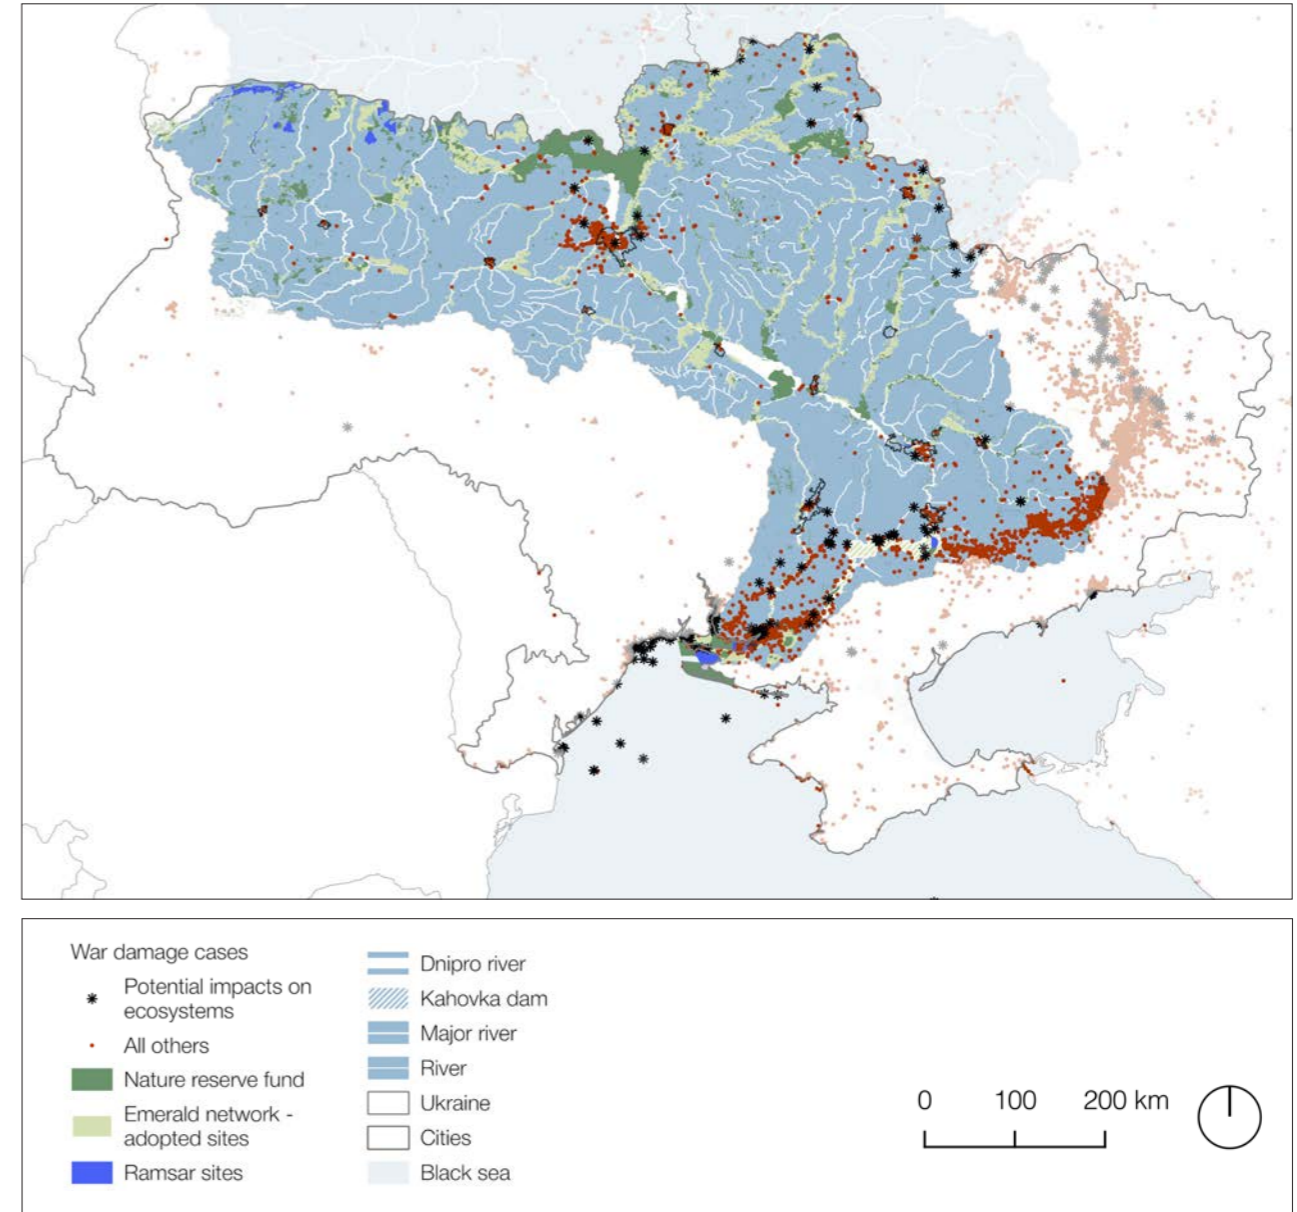 War damage cases
Potential impacts on
ecosystems
All others
Nature reserve fund
Emerald network -
adopted sites
Ramsar sites
Dnipro river
Kahovka dam
Major river
River
Ukraine
Cities
Black sea
0 100 200 km